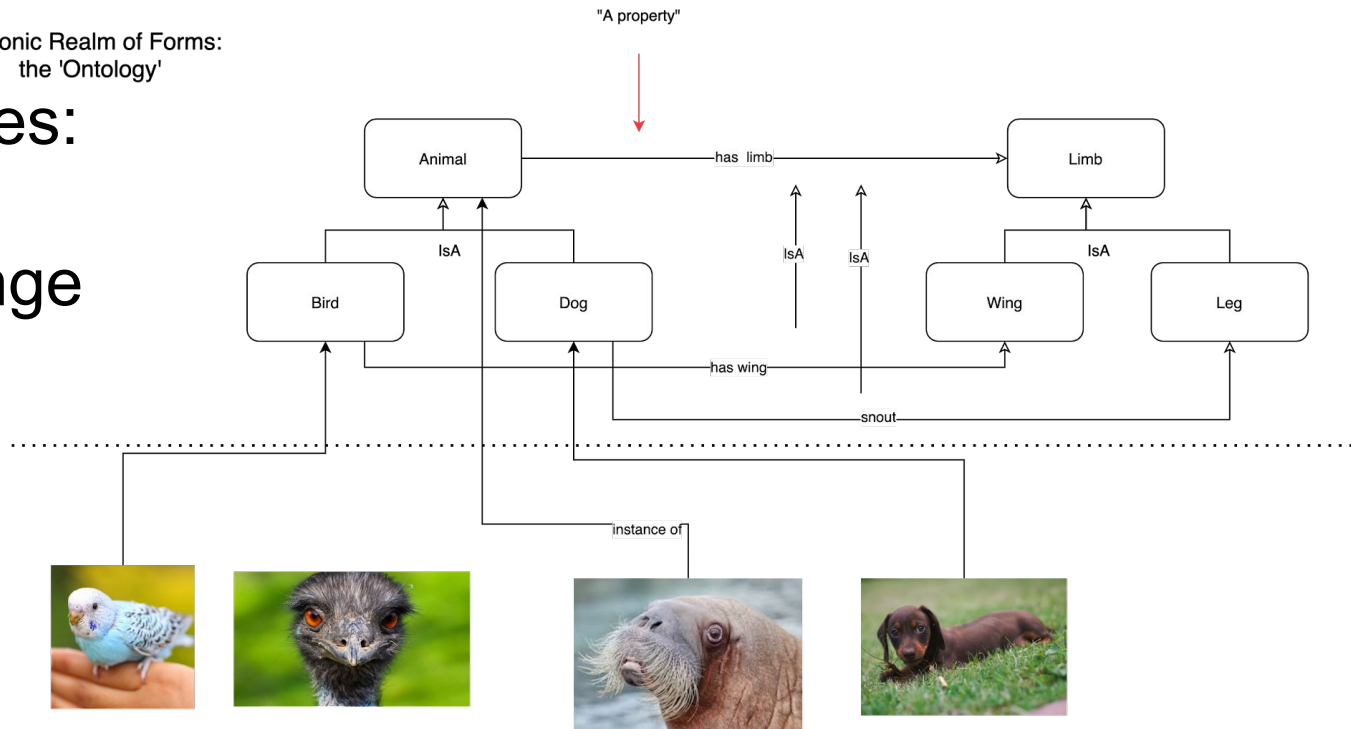 "A property"
onic Realm of Forms:
the 'Ontology'
es:
Animal
has limb
Limb
IsA
IsA
IsA
IsA
nge
Bird
Dog
Wing
Leg
has wing
snout
instance of